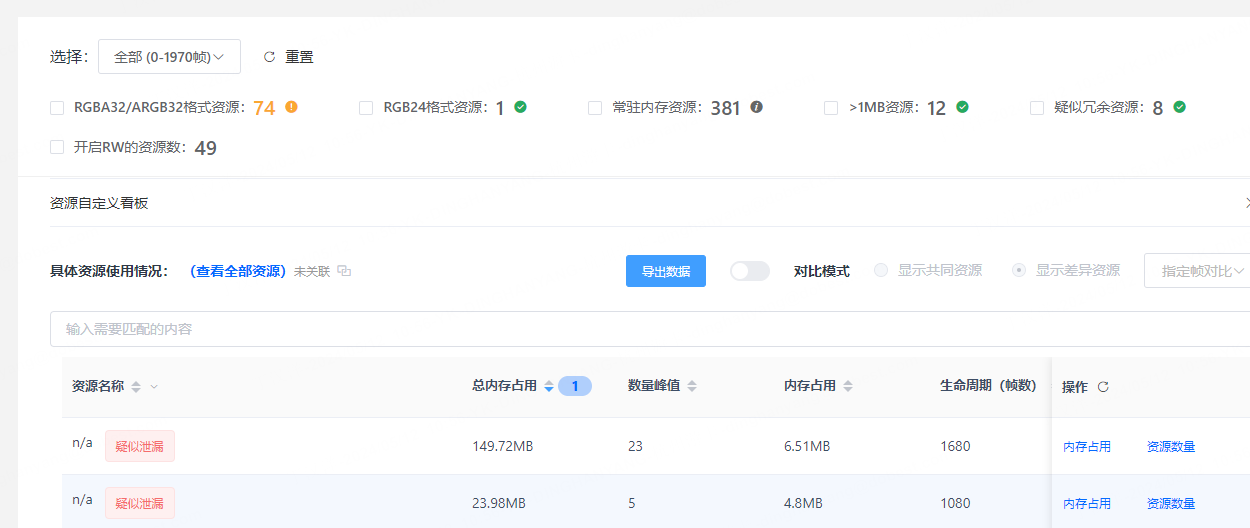 选择： 全部 (0-1970帧) 重置
RGBA32/ARGB32格式资源：74 RGB24格式资源：1 常驻内存资源：381 >1MB资源：12 疑似冗余资源：8
开启RW的资源数：49
资源自定义看板
具体资源使用情况：（查看全部资源）未关联 导出数据 对比模式 显示共同资源 显示差异资源 指定帧对比
输入需要匹配的内容
资源名称 总内存占用 1 数量峰值 内存占用 生命周期（帧数） 操作
n/a 疑似泄漏 149.72MB 23 6.51MB 1680 内存占用 资源数量
n/a 疑似泄漏 23.98MB 5 4.8MB 1080 内存占用 资源数量